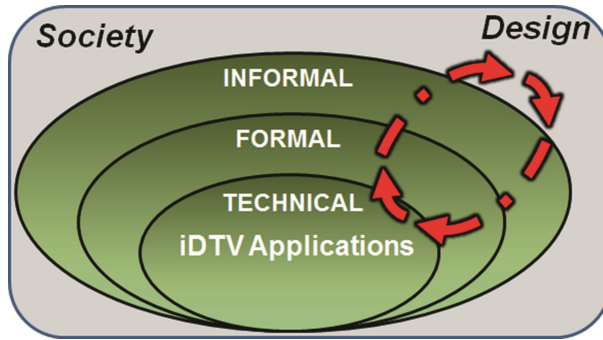 Society
Design
INFORMAL
FORMAL
TECHNICAL
iDTV Applications